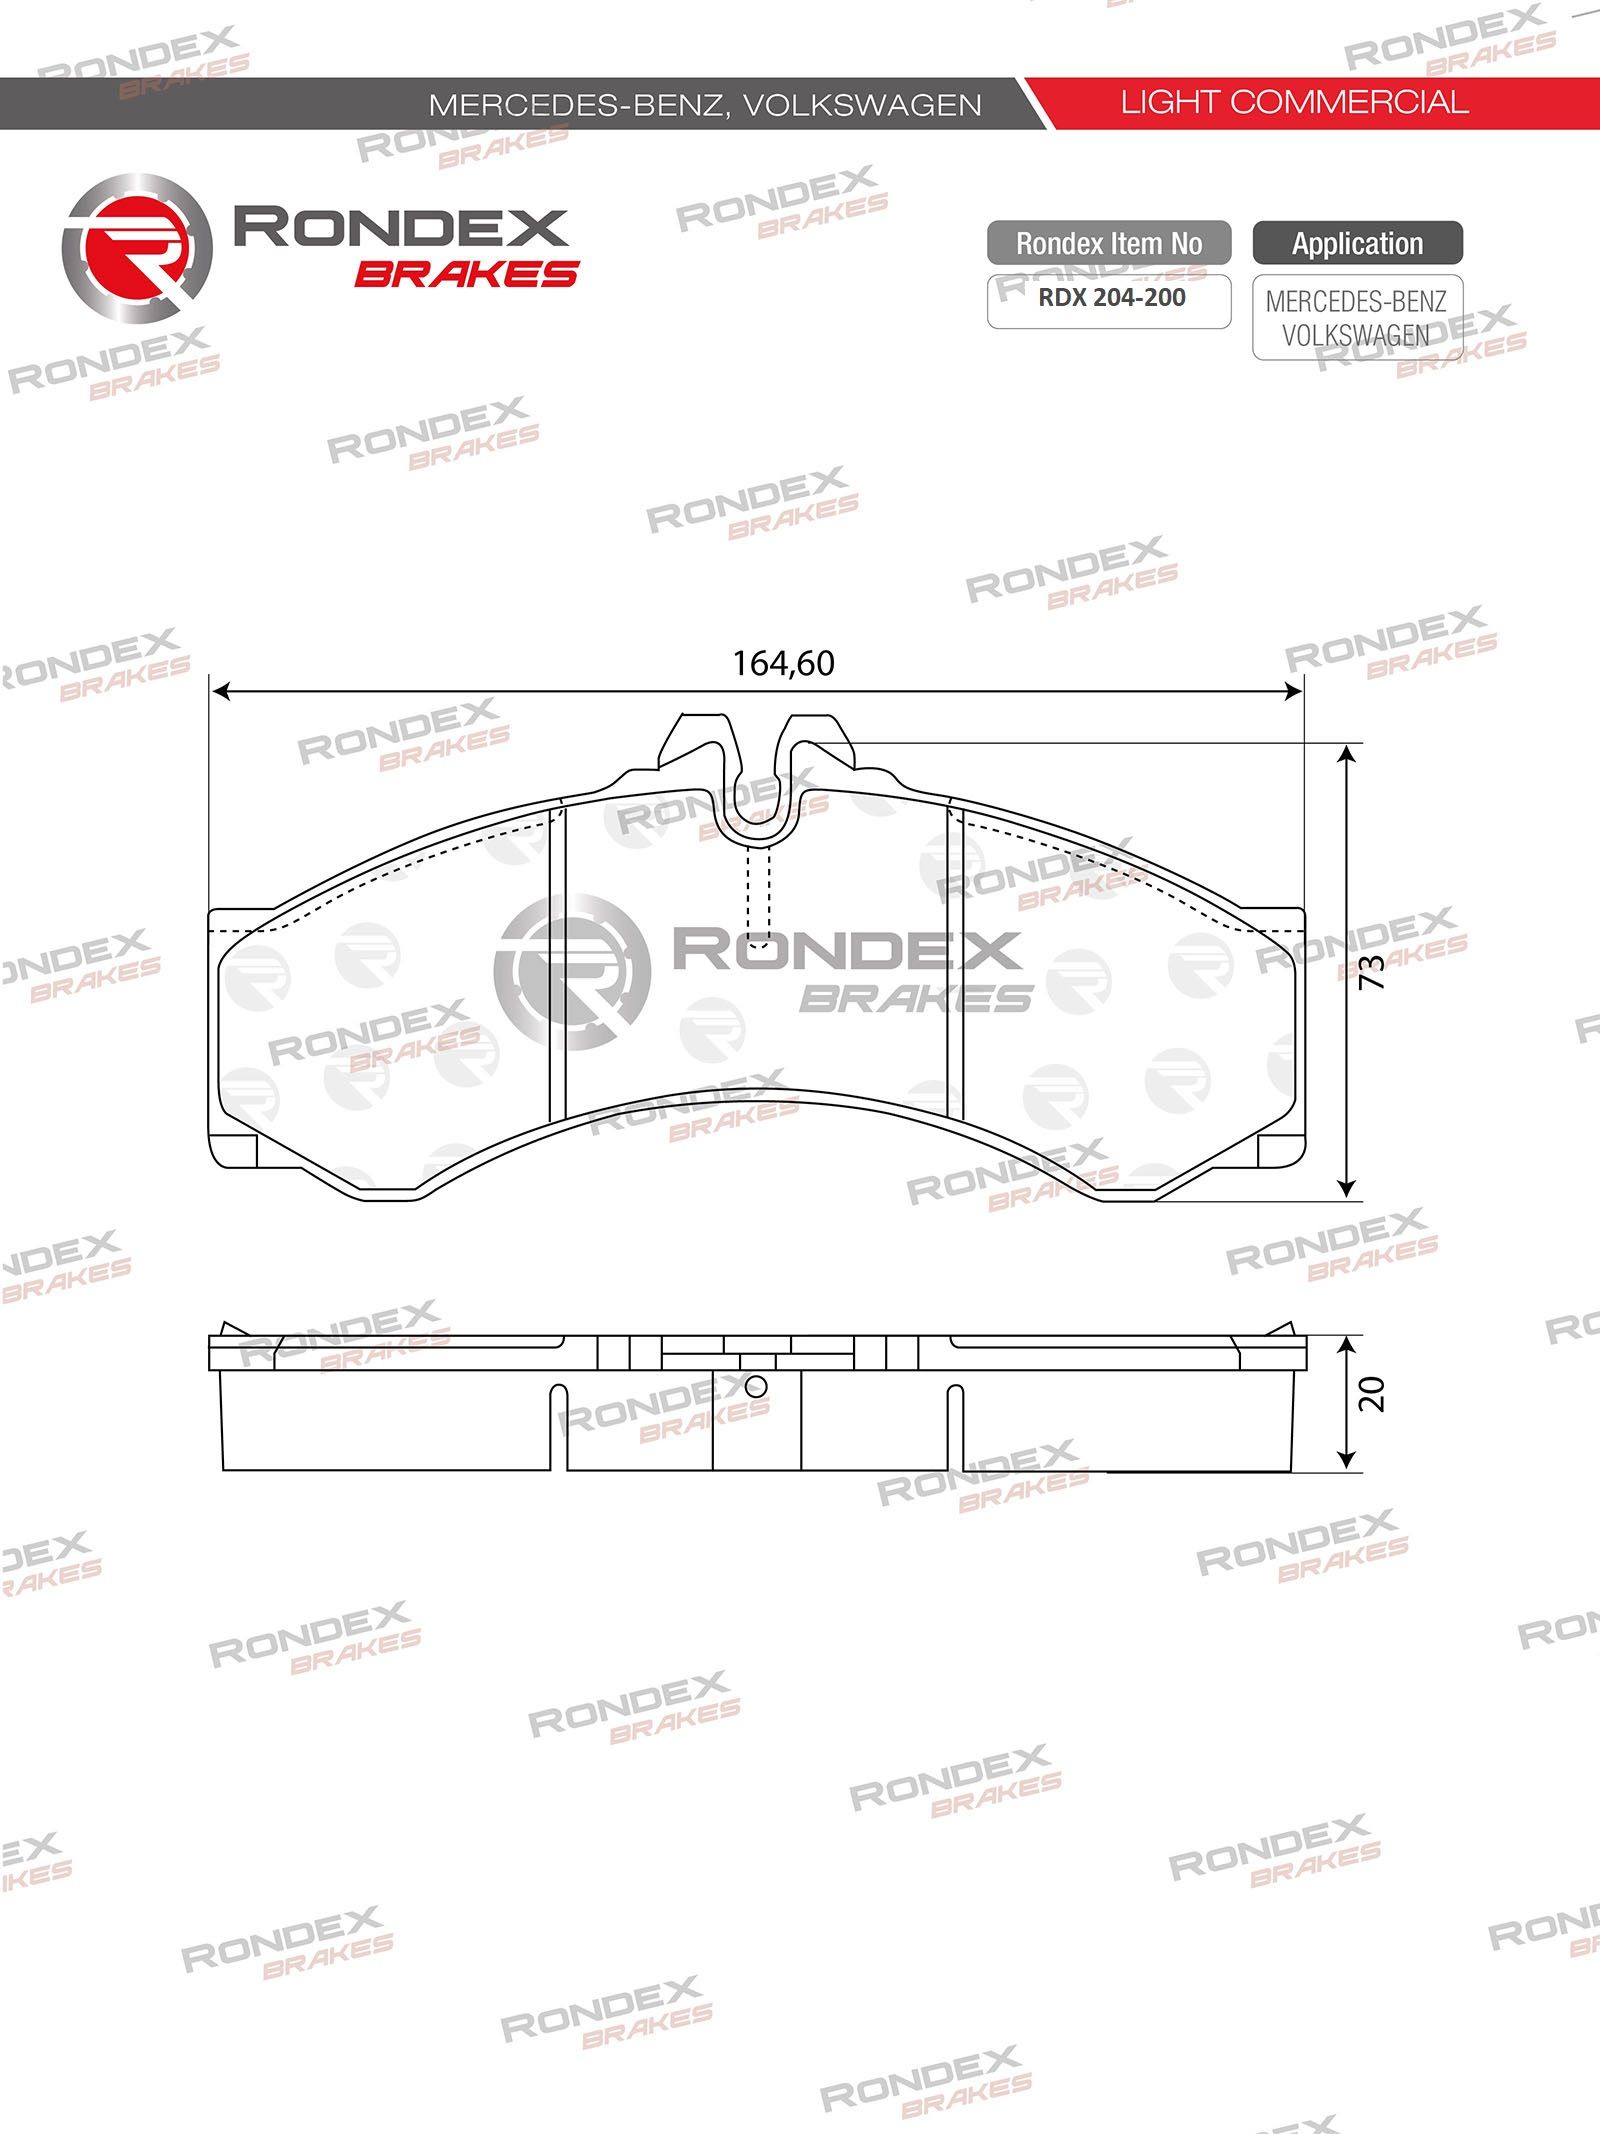 MERCEDES-BENZ, VOLKSWAGEN
LIGHT COMMERCIAL
RONDEX
BRAKES
Rondex Item No
RDX 204-200
Application
MERCEDES-BENZ
VOLKSWAGEN
164,60
73
RONDEX
BRAKES
20